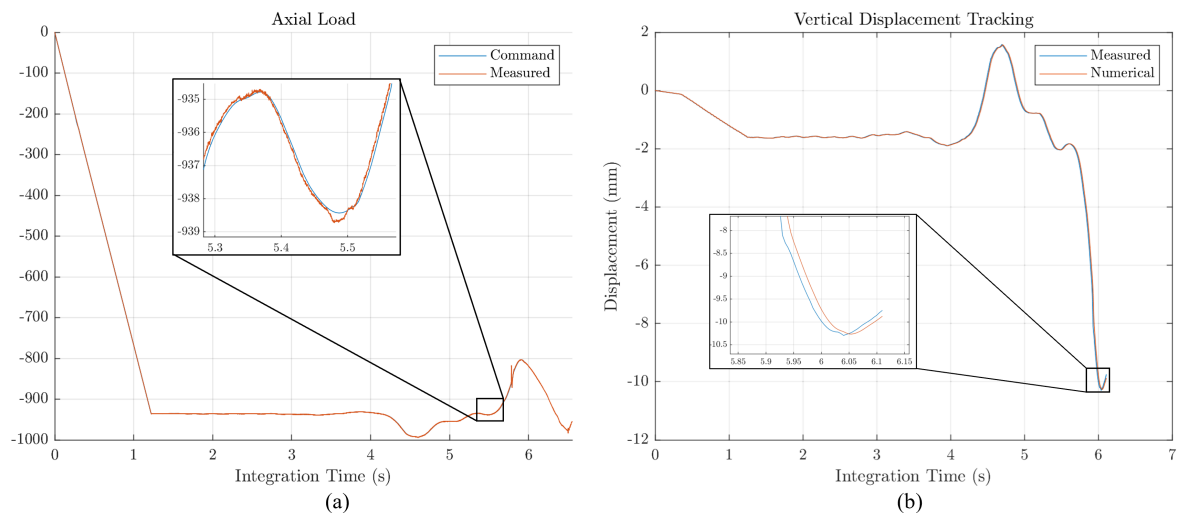 Axial Load
0
-100
-200
-300
-400
-500
-600
-700
-800
-900
-1000
0 1 2 3 4 5 6
Integration Time (s)
Command
Measured
-935
-936
-937
-938
-939
5.3 5.4 5.5
(a)
Vertical Displacement Tracking
Displacement (mm)
2
0
-2
-4
-6
-8
-10
-12
0 1 2 3 4 5 6 7
Integration Time (s)
Measured
Numerical
-8
-8.5
-9
-9.5
-10
-10.5
5.85 5.9 5.95 6 6.05 6.1 6.15
(b)